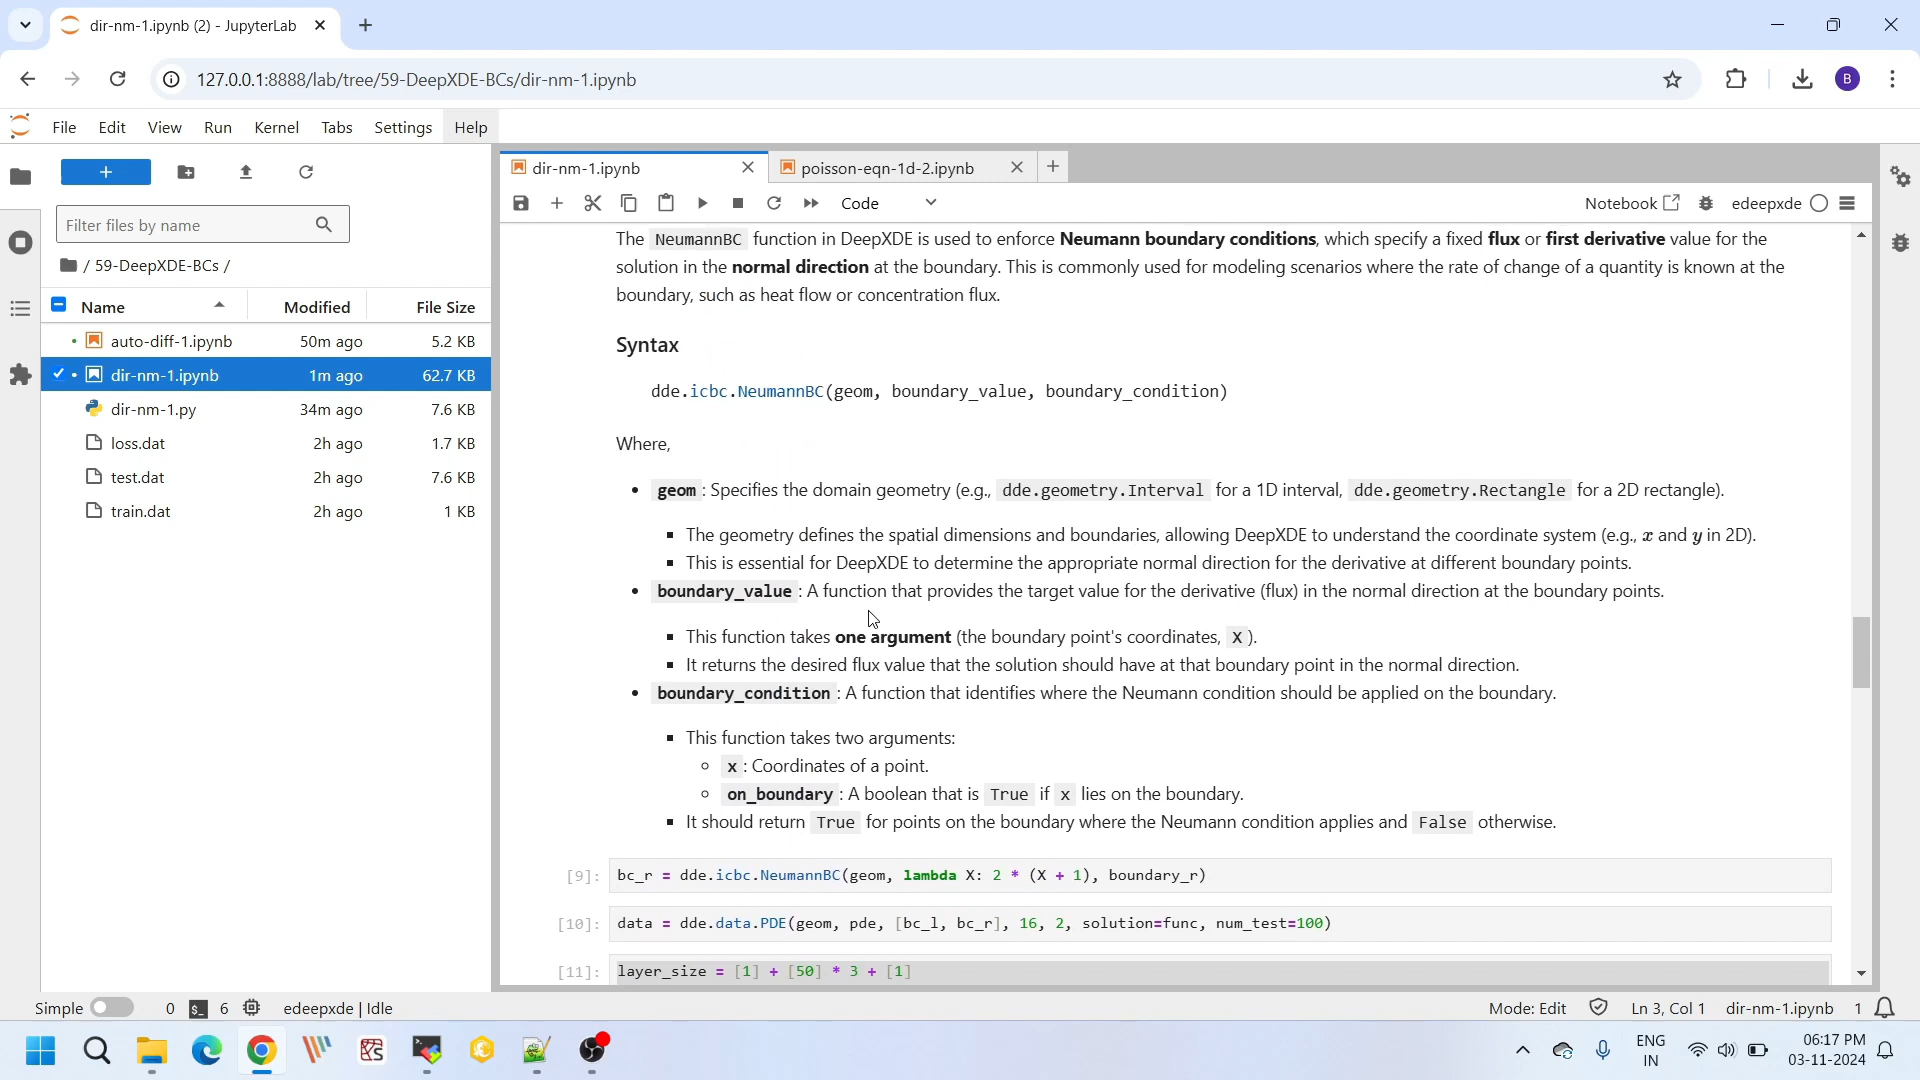 dir-nm-1.ipynb (2) - JupyterLab
127.0.0.1:8888/lab/tree/59-DeepXDE-BCs/dir-nm-1.ipynb
B
File Edit View Run Kernel Tabs Settings Help
dir-nm-1.ipynb
poisson-eqn-1d-2.ipynb
Code
Notebook
edeepxde
Filter files by name
/ 59-DeepXDE-BCs /
Name Modified File Size
auto-diff-1.ipynb 50m ago 5.2 KB
dir-nm-1.ipynb 1m ago 62.7 KB
dir-nm-1.py 34m ago 7.6 KB
loss.dat 2h ago 1.7 KB
test.dat 2h ago 7.6 KB
train.dat 2h ago 1 KB
The NeumannBC function in DeepXDE is used to enforce Neumann boundary conditions, which specify a fixed flux or first derivative value for the
solution in the normal direction at the boundary. This is commonly used for modeling scenarios where the rate of change of a quantity is known at the
boundary, such as heat flow or concentration flux.
Syntax
dde.icbc.NeumannBC(geom, boundary_value, boundary_condition)
Where,
• geom : Specifies the domain geometry (e.g., dde.geometry.Interval for a 1D interval, dde.geometry.Rectangle for a 2D rectangle).
▪ The geometry defines the spatial dimensions and boundaries, allowing DeepXDE to understand the coordinate system (e.g., x and y in 2D).
▪ This is essential for DeepXDE to determine the appropriate normal direction for the derivative at different boundary points.
• boundary_value : A function that provides the target value for the derivative (flux) in the normal direction at the boundary points.
▪ This function takes one argument (the boundary point's coordinates, X ).
▪ It returns the desired flux value that the solution should have at that boundary point in the normal direction.
• boundary_condition : A function that identifies where the Neumann condition should be applied on the boundary.
▪ This function takes two arguments:
○ x : Coordinates of a point.
○ on_boundary : A boolean that is True if x lies on the boundary.
▪ It should return True for points on the boundary where the Neumann condition applies and False otherwise.
[9]: bc_r = dde.icbc.NeumannBC(geom, lambda X: 2 * (X + 1), boundary_r)
[10]: data = dde.data.PDE(geom, pde, [bc_l, bc_r], 16, 2, solution=func, num_test=100)
[11]: layer_size = [1] + [50] * 3 + [1]
Simple 0 6 edeepxde | Idle Mode: Edit Ln 3, Col 1 dir-nm-1.ipynb 1
ENG
IN
06:17 PM
03-11-2024